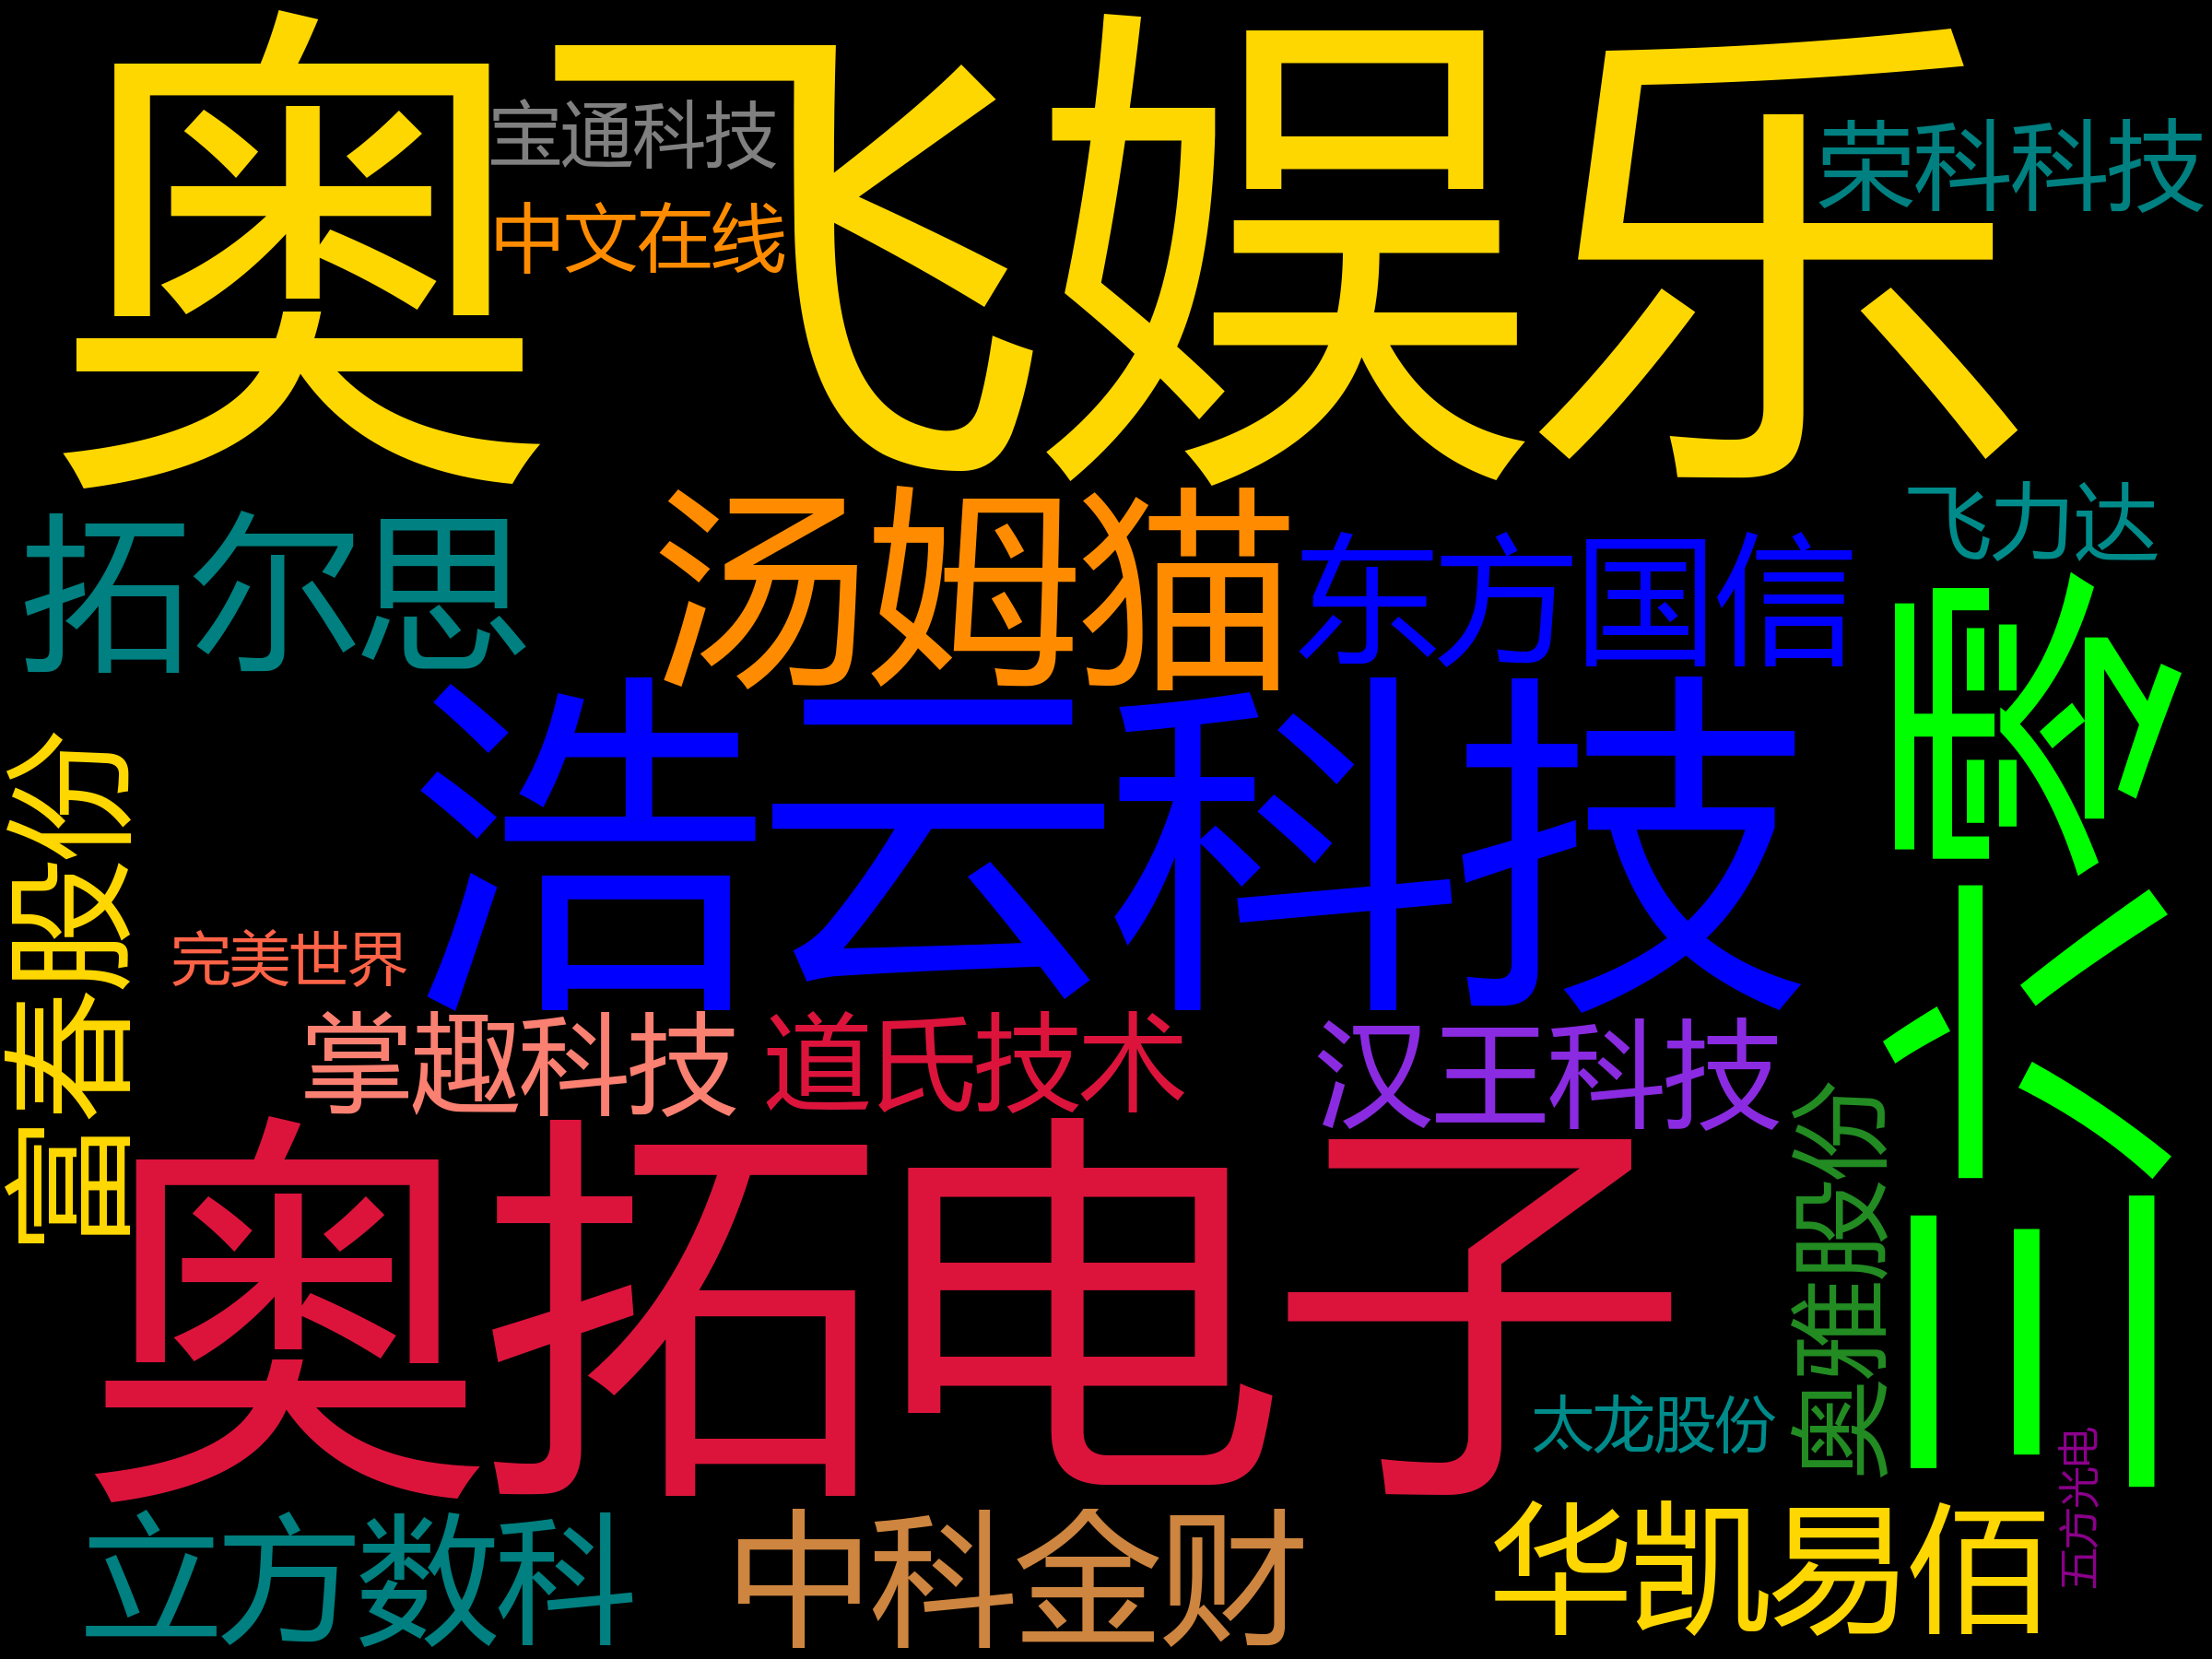 奥飞娱乐
宝通科技
荣科科技
中文在线
飞力达
汤姆猫
拓尔思
东方国信
三六零
浩云科技
富春股份
完美世界
掌趣科技
道氏技术
汉王科技
奥雅股份
奥拓电子
太龙股份
五方光电
立方数科
中科金财
华凯易佰